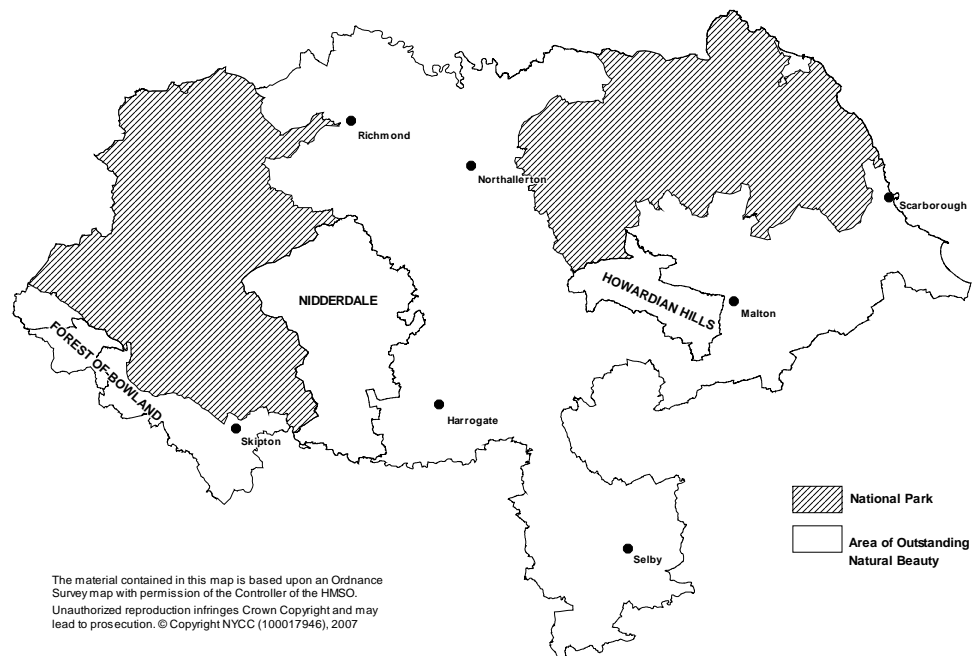 Richmond
Northallerton
Scarborough
NIDDERDALE
HOWARDIAN HILLS
Malton
FOREST-OF-BOWLAND
Harrogate
Skipton
National Park
Area of Outstanding
Natural Beauty
Selby
The material contained in this map is based upon an Ordnance
Survey map with permission of the Controller of the HMSO.
Unauthorized reproduction infringes Crown Copyright and may
lead to prosecution. © Copyright NYCC (100017946), 2007